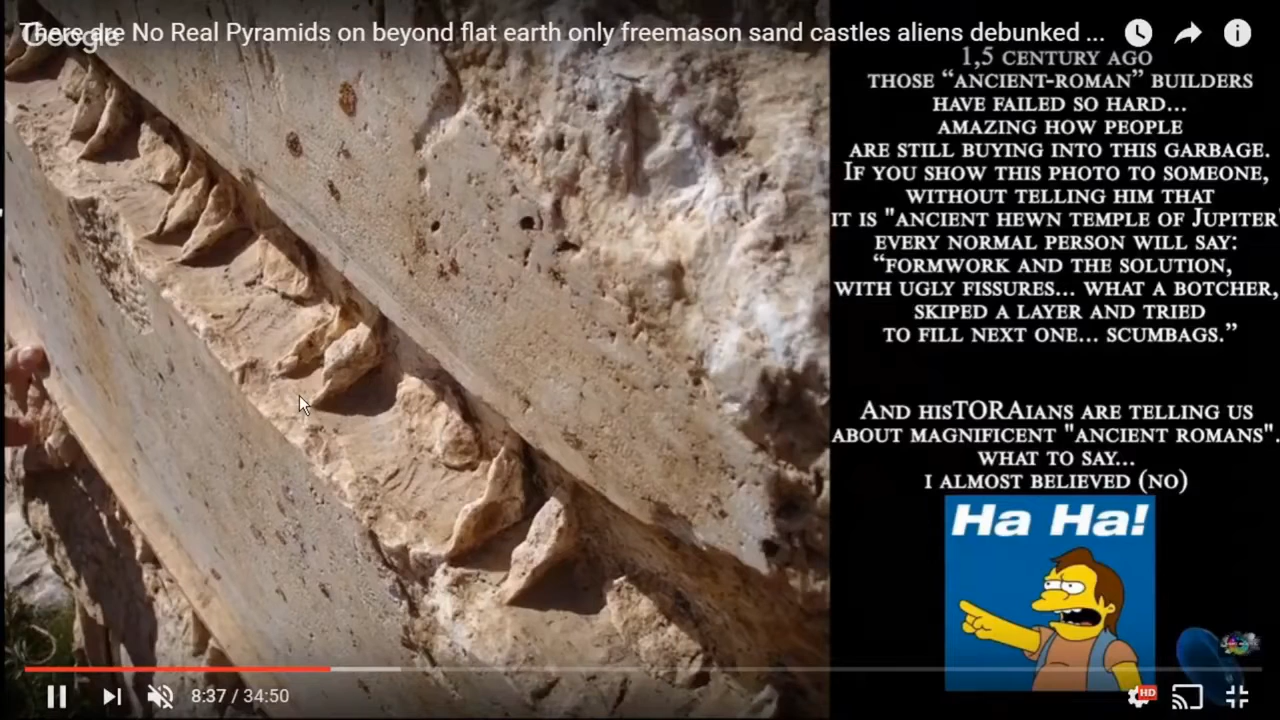 There are No Real Pyramids on beyond flat earth only freemason sand castles aliens debunked ...
Google
1,5 CENTURY AGO
THOSE “ANCIENT-ROMAN” BUILDERS
HAVE FAILED SO HARD...
AMAZING HOW PEOPLE
ARE STILL BUYING INTO THIS GARBAGE.
IF YOU SHOW THIS PHOTO TO SOMEONE,
WITHOUT TELLING HIM THAT
IT IS "ANCIENT HEWN TEMPLE OF JUPITER
EVERY NORMAL PERSON WILL SAY:
“FORMWORK AND THE SOLUTION,
WITH UGLY FISSURES... WHAT A BOTCHER,
SKIPED A LAYER AND TRIED
TO FILL NEXT ONE... SCUMBAGS.”
AND HISTORAIANS ARE TELLING US
ABOUT MAGNIFICENT "ANCIENT ROMANS".
WHAT TO SAY...
I ALMOST BELIEVED (NO)
Ha Ha!
8:37 / 34:50
HD